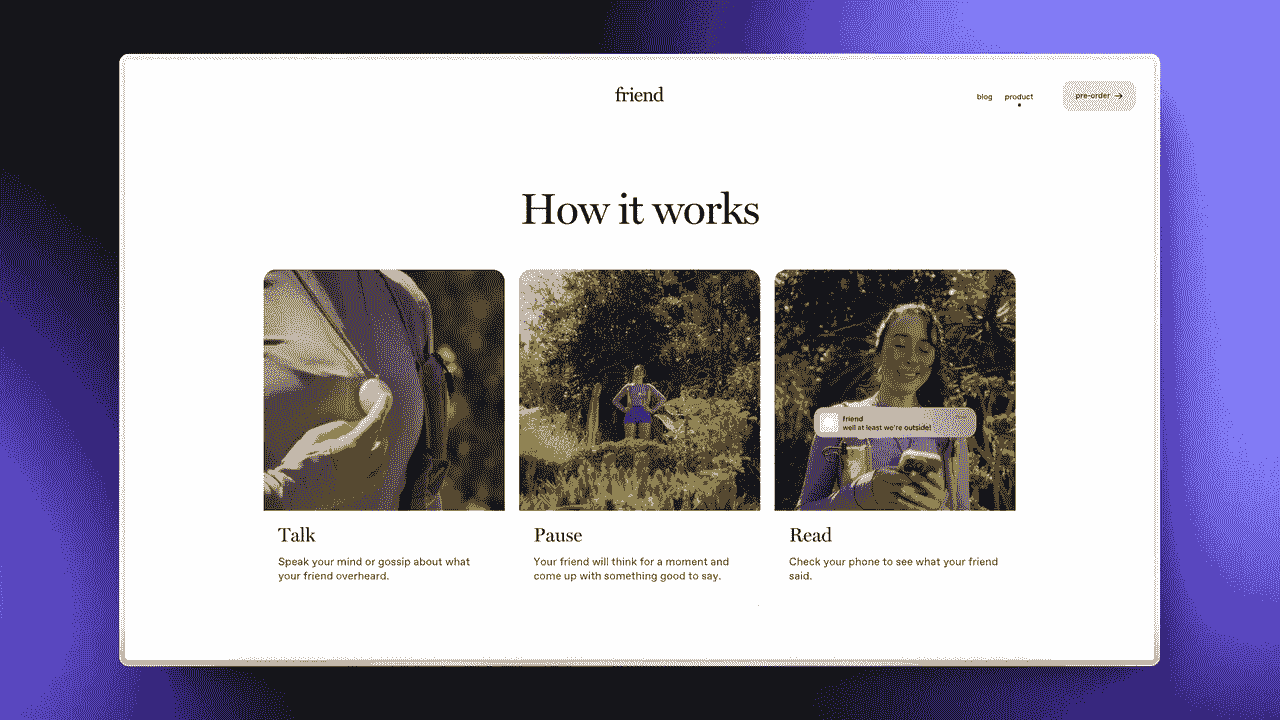 friend
blog
product
pre-order →
How it works
friend
well at least we're outside!
Talk
Speak your mind or gossip about what
your friend overheard.
Pause
Your friend will think for a moment and
come up with something good to say.
Read
Check your phone to see what your friend
said.